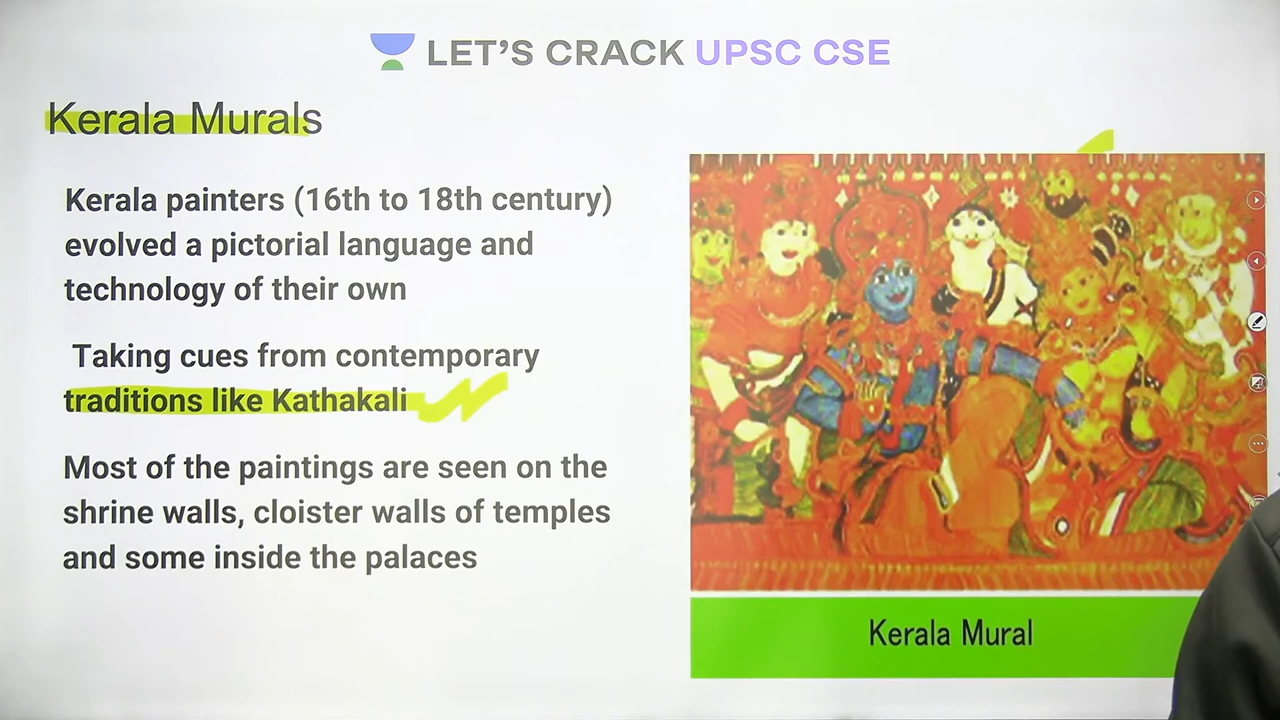 LET'S CRACK UPSC CSE
Kerala Murals
Kerala painters (16th to 18th century)
evolved a pictorial language and
technology of their own
Taking cues from contemporary
traditions like Kathakali
Most of the paintings are seen on the
shrine walls, cloister walls of temples
and some inside the palaces
Kerala Mural